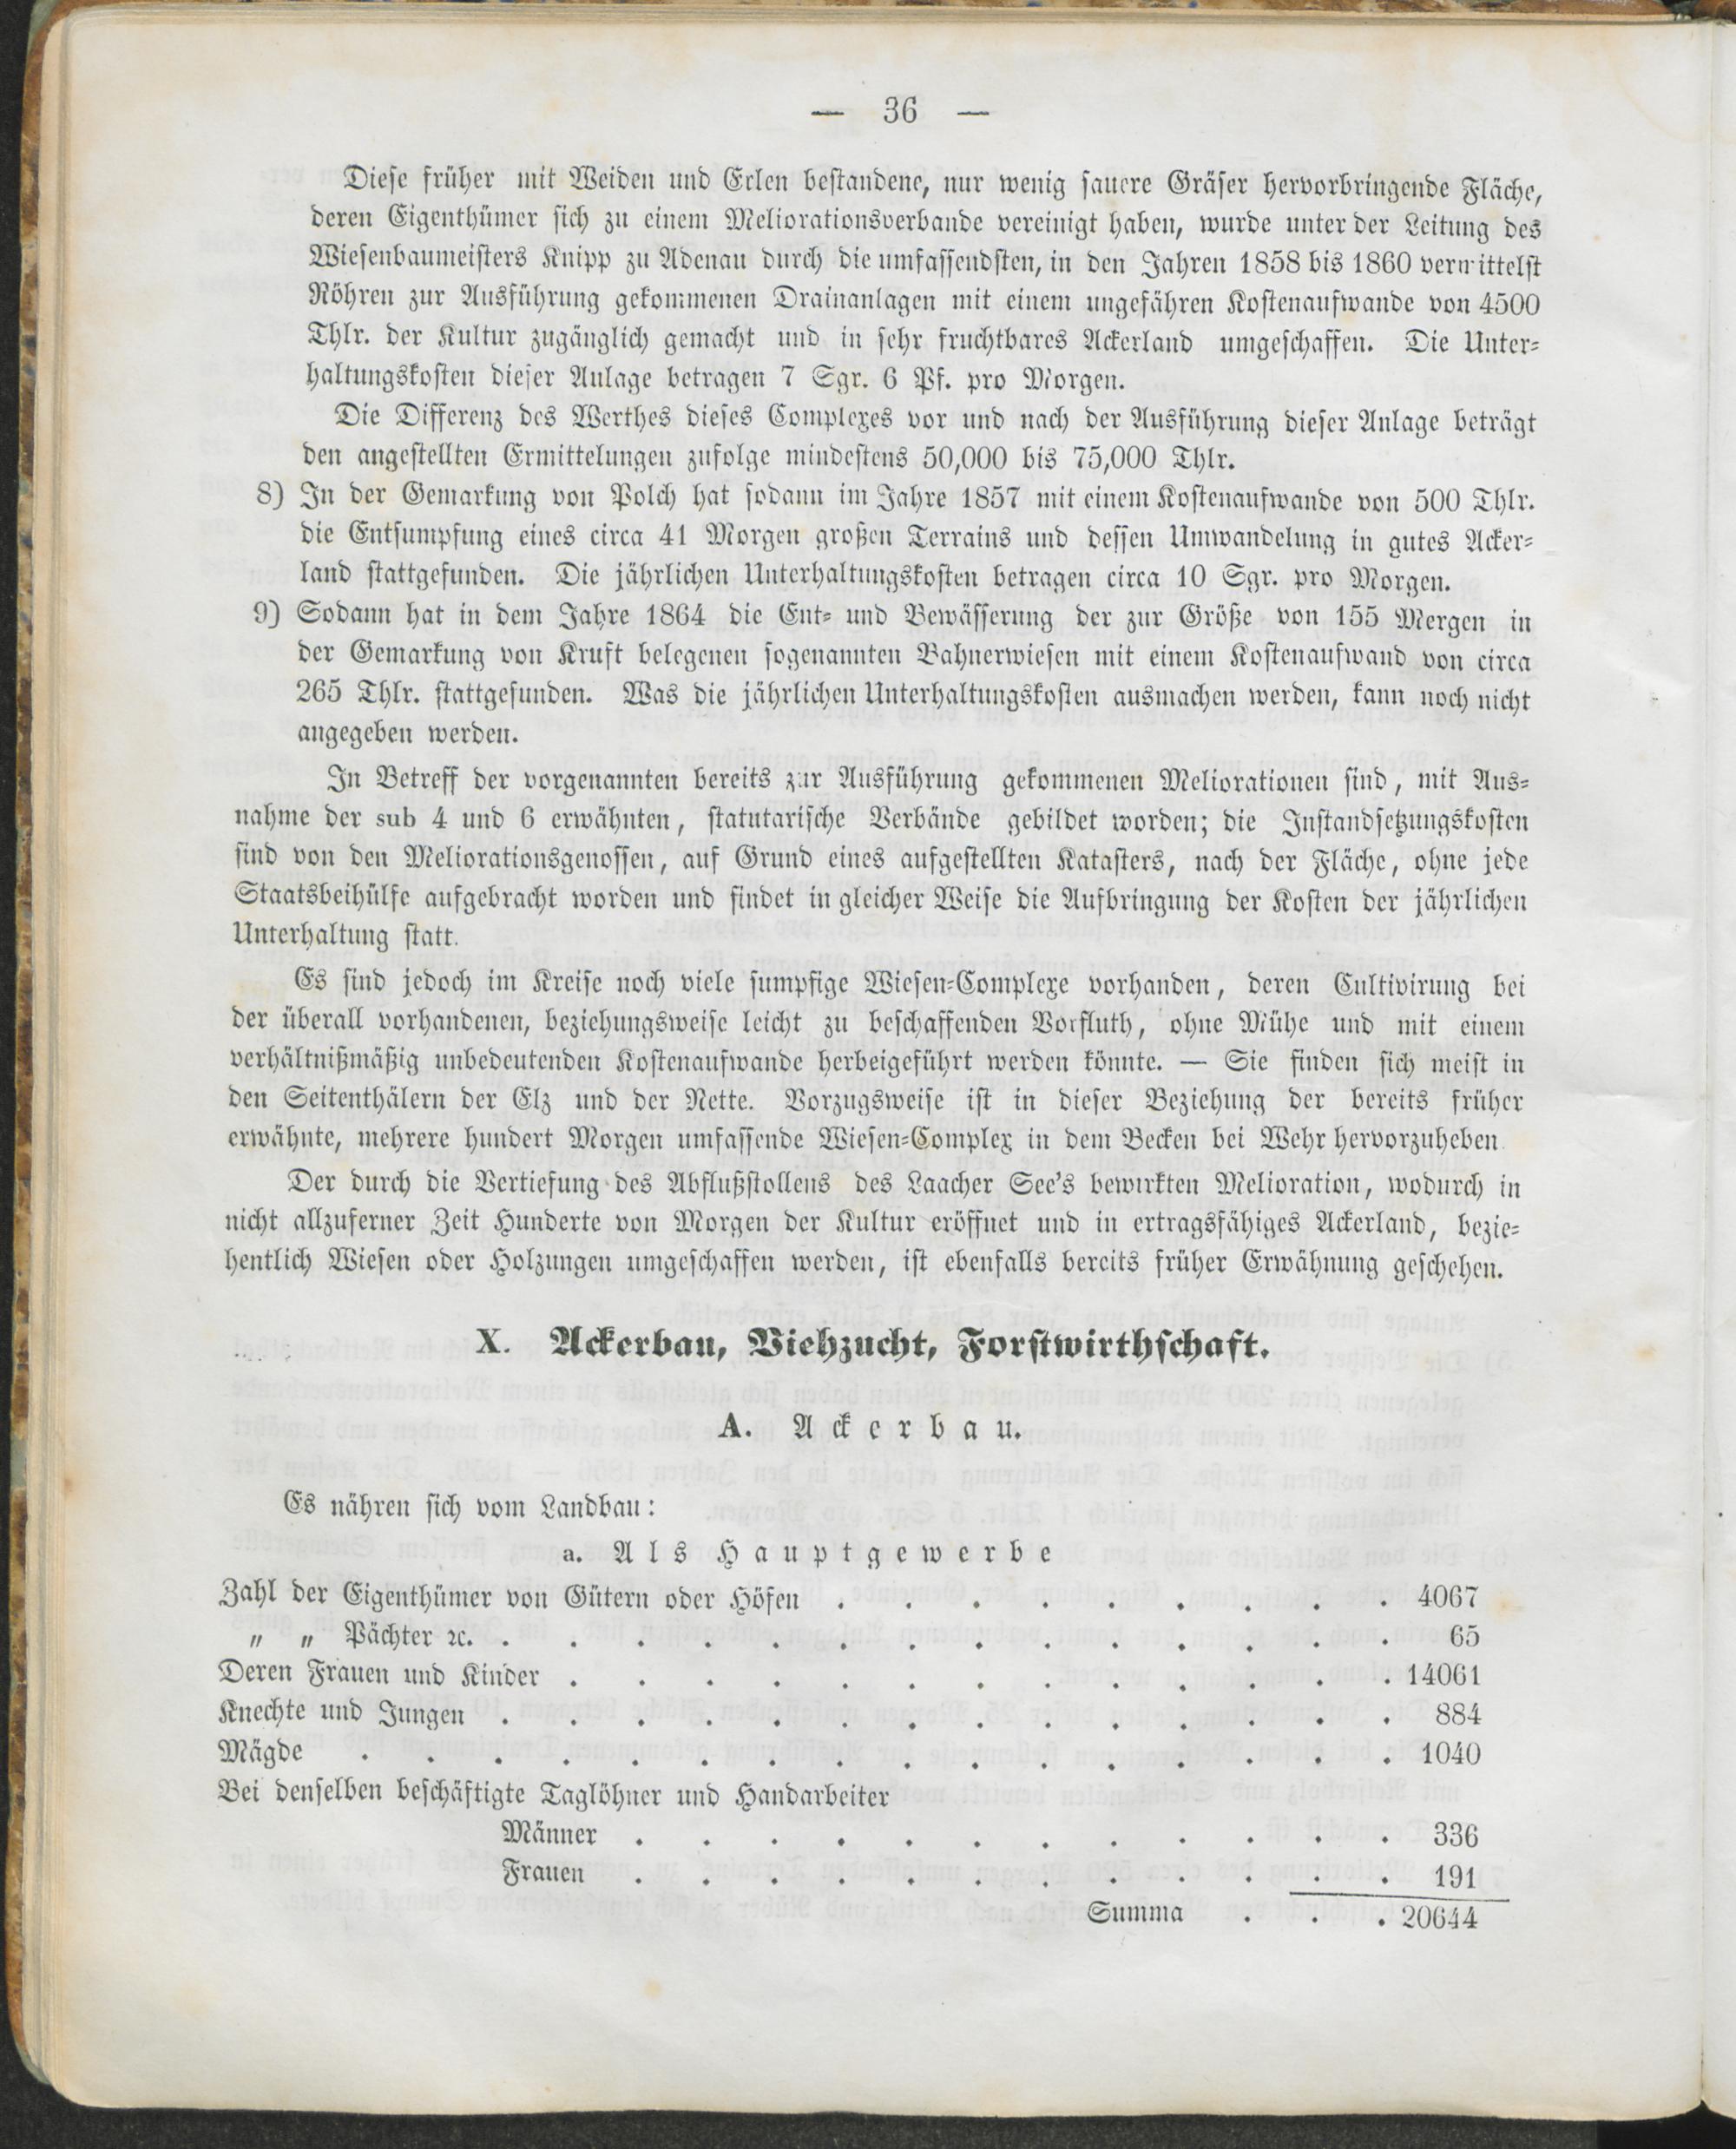 — 36 —
Diese früher mit Weiden und Erlen bestandene, nur wenig sauere Gräser hervorbringende Fläche,
deren Eigenthümer sich zu einem Meliorationsverbande vereinigt haben, wurde unter der Leitung des
Wiesenbaumeisters Knipp zu Adenau durch die umfassendsten, in den Jahren 1858 bis 1860 vermittelst
Röhren zur Ausführung gekommenen Drainanlagen mit einem ungefähren Kostenaufwande von 4500
Thlr. der Kultur zugänglich gemacht und in sehr fruchtbares Ackerland umgeschaffen. Die Unter-
haltungskosten dieser Anlage betragen 7 Sgr. 6 Pf. pro Morgen.
Die Differenz des Werthes dieses Complexes vor und nach der Ausführung dieser Anlage beträgt
den angestellten Ermittelungen zufolge mindestens 50,000 bis 75,000 Thlr.
8) In der Gemarkung von Polch hat sodann im Jahre 1857 mit einem Kostenaufwande von 500 Thlr.
die Entsumpfung eines circa 41 Morgen großen Terrains und dessen Umwandelung in gutes Acker-
land stattgefunden. Die jährlichen Unterhaltungskosten betragen circa 10 Sgr. pro Morgen.
9) Sodann hat in dem Jahre 1864 die Ent- und Bewässerung der zur Größe von 155 Mergen in
der Gemarkung von Kruft belegenen sogenannten Bahnerwiesen mit einem Kostenaufwand von circa
265 Thlr. stattgefunden. Was die jährlichen Unterhaltungskosten ausmachen werden, kann noch nicht
angegeben werden.
In Betreff der vorgenannten bereits zur Ausführung gekommenen Meliorationen sind, mit Aus-
nahme der sub 4 und 6 erwähnten, statutarische Verbände gebildet worden; die Instandsetzungskosten
sind von den Meliorationsgenossen, auf Grund eines aufgestellten Katasters, nach der Fläche, ohne jede
Staatsbeihülfe aufgebracht worden und findet in gleicher Weise die Aufbringung der Kosten der jährlichen
Unterhaltung statt.
Es sind jedoch im Kreise noch viele sumpfige Wiesen-Complexe vorhanden, deren Cultivirung bei
der überall vorhandenen, beziehungsweise leicht zu beschaffenden Vorfluth, ohne Mühe und mit einem
verhältnißmäßig unbedeutenden Kostenaufwande herbeigeführt werden könnte. — Sie finden sich meist in
den Seitenthälern der Elz und der Nette. Vorzugsweise ist in dieser Beziehung der bereits früher
erwähnte, mehrere hundert Morgen umfassende Wiesen-Complex in dem Becken bei Wehr hervorzuheben.
Der durch die Vertiefung des Abflußstollens des Laacher See's bewirkten Melioration, wodurch in
nicht allzuferner Zeit Hunderte von Morgen der Kultur eröffnet und in ertragsfähiges Ackerland, bezie-
hentlich Wiesen oder Holzungen umgeschaffen werden, ist ebenfalls bereits früher Erwähnung geschehen.
X. Ackerbau, Viehzucht, Forstwirthschaft.
A. Ackerbau.
Es nähren sich vom Landbau:
a. Als Hauptgewerbe
Zahl der Eigenthümer von Gütern oder Höfen . . . . . . . . . 4067
" " Pächter ꝛc. . . . . . . . . . . . . . . 65
Deren Frauen und Kinder . . . . . . . . . . . . . 14061
Knechte und Jungen . . . . . . . . . . . . . . 884
Mägde . . . . . . . . . . . . . . . . 1040
Bei denselben beschäftigte Taglöhner und Handarbeiter
Männer . . . . . . . . . . . . 336
Frauen . . . . . . . . . . . . 191
Summa . . . 20644